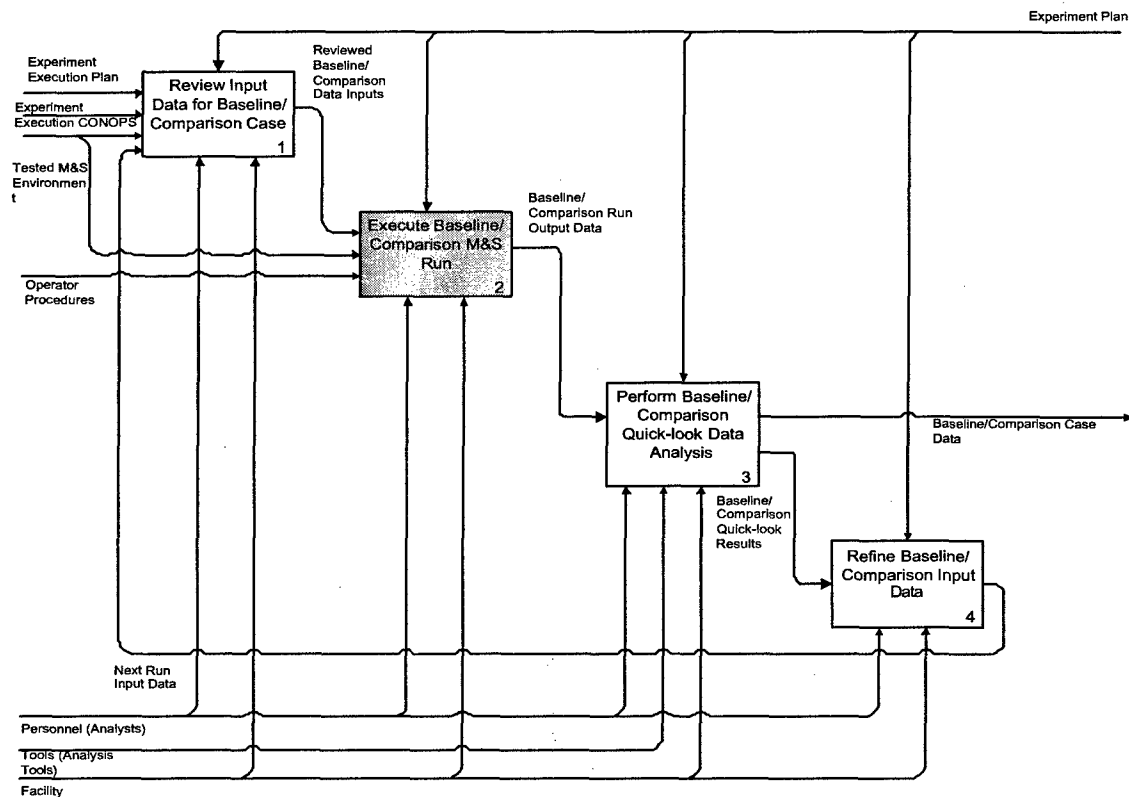 Experiment Plan
Experiment
Execution Plan
Experiment
Execution CONOPS
Tested M&S
Environmen
t
Operator
Procedures
Review Input
Data for Baseline/
Comparison Case
1
Reviewed
Baseline/
Comparison
Data Inputs
Execute Baseline/
Comparison M&S
Run
2
Baseline/
Comparison Run
Output Data
Perform Baseline/
Comparison
Quick-look Data
Analysis
3
Baseline/Comparison Case
Data
Baseline/
Comparison
Quick-look
Results
Refine Baseline/
Comparison Input
Data
4
Next Run
Input Data
Personnel (Analysts)
Tools (Analysis
Tools)
Facility